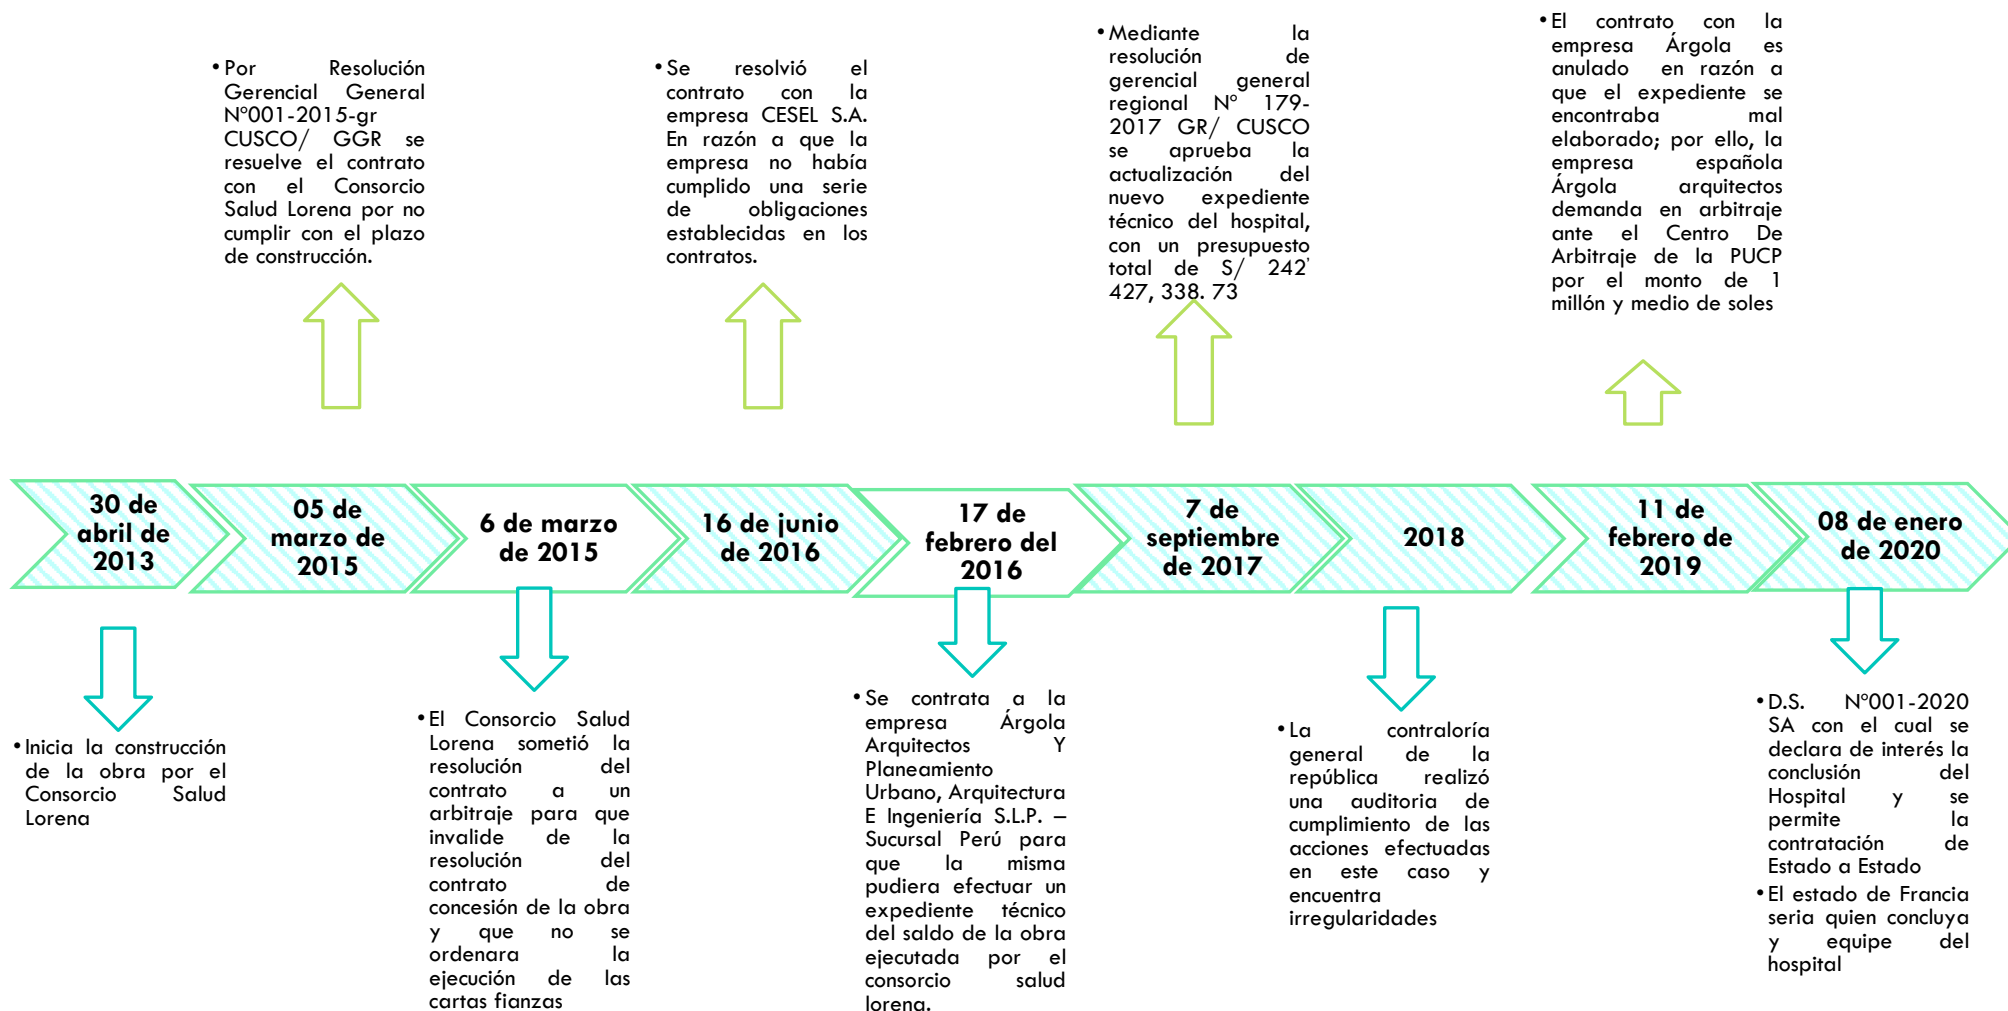 • Por Resolución
Gerencial General
Nº001-2015-gr
CUSCO/ GGR se
resuelve el contrato
con el Consorcio
Salud Lorena por no
cumplir con el plazo
de construcción.
• Se resolvió el
contrato con la
empresa CESEL S.A.
En razón a que la
empresa no había
cumplido una serie
de obligaciones
establecidas en los
contratos.
• Mediante la
resolución de
gerencial general
regional Nº 179-
2017 GR/ CUSCO
se aprueba la
actualización del
nuevo expediente
técnico del hospital,
con un presupuesto
total de S/ 242'
427, 338. 73
• El contrato con la
empresa Árgola es
anulado en razón a
que el expediente se
encontraba mal
elaborado; por ello, la
empresa española
Árgola arquitectos
demanda en arbitraje
ante el Centro De
Arbitraje de la PUCP
por el monto de 1
millón y medio de soles
30 de
abril de
2013
05 de
marzo de
2015
6 de marzo
de 2015
16 de junio
de 2016
17 de
febrero del
2016
7 de
septiembre
de 2017
2018
11 de
febrero de
2019
08 de enero
de 2020
• Inicia la construcción
de la obra por el
Consorcio Salud
Lorena
• El Consorcio Salud
Lorena sometió la
resolución del
contrato a un
arbitraje para que
invalide de la
resolución del
contrato de
concesión de la obra
y que no se
ordenara la
ejecución de las
cartas fianzas
• Se contrata a la
empresa Árgola
Arquitectos Y
Planeamiento
Urbano, Arquitectura
E Ingeniería S.L.P. –
Sucursal Perú para
que la misma
pudiera efectuar un
expediente técnico
del saldo de la obra
ejecutada por el
consorcio salud
lorena.
• La contraloría
general de la
república realizó
una auditoria de
cumplimiento de las
acciones efectuadas
en este caso y
encuentra
irregularidades
• D.S. Nº001-2020
SA con el cual se
declara de interés la
conclusión del
Hospital y se
permite la
contratación de
Estado a Estado
• El estado de Francia
seria quien concluya
y equipe del
hospital